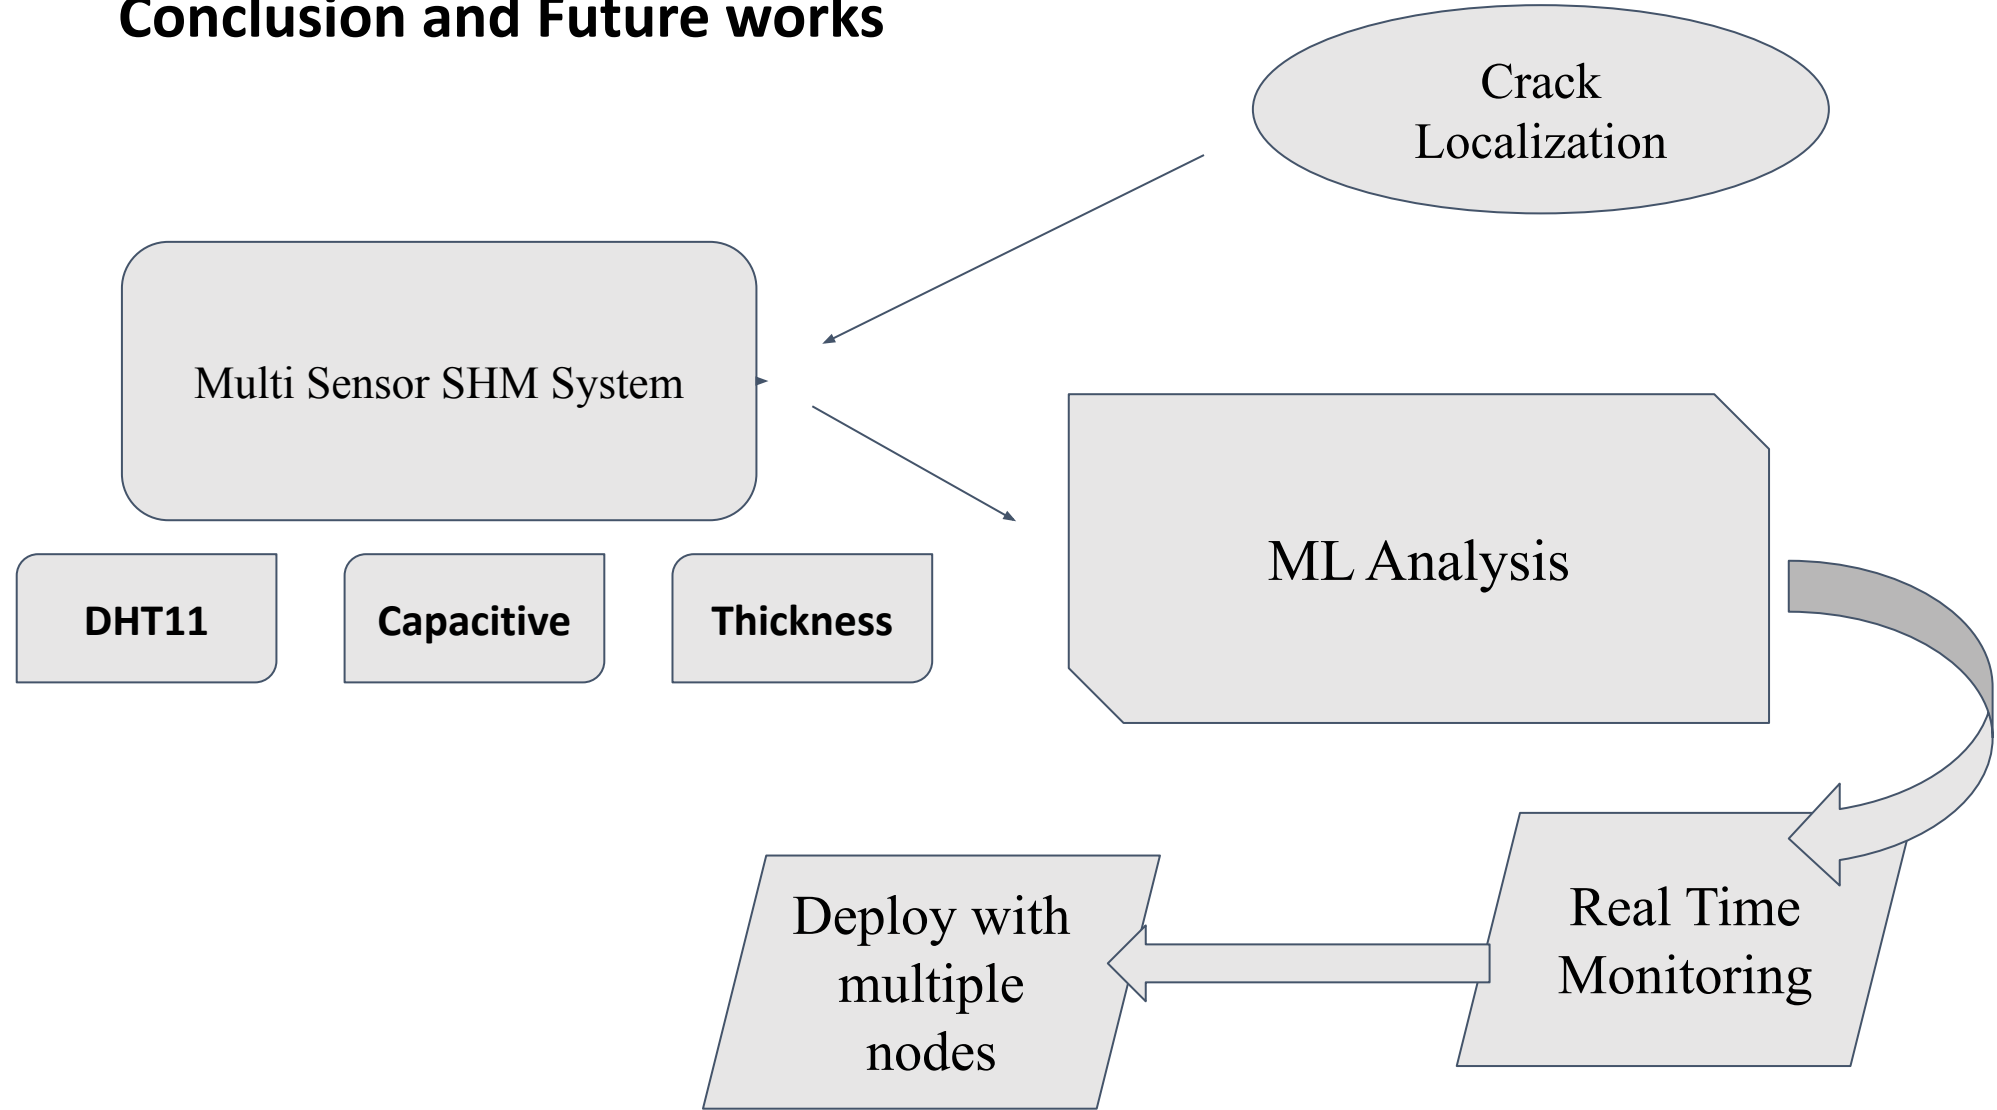 Conclusion and Future works
Crack
Localization
Multi Sensor SHM System
DHT11
Capacitive
Thickness
ML Analysis
Real Time
Monitoring
Deploy with
multiple
nodes